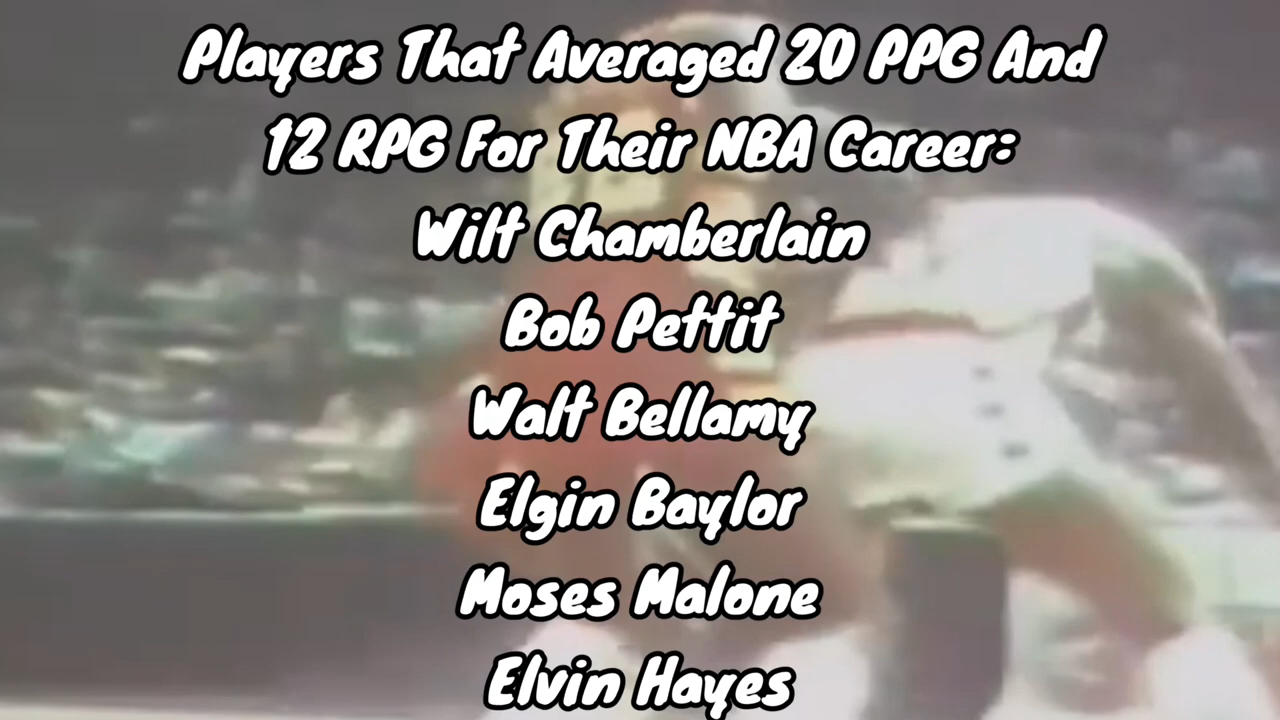 Players That Averaged 20 PPG And
12 RPG For Their NBA Career:
Wilt Chamberlain
Bob Pettit
Walt Bellamy
Elgin Baylor
Moses Malone
Elvin Hayes